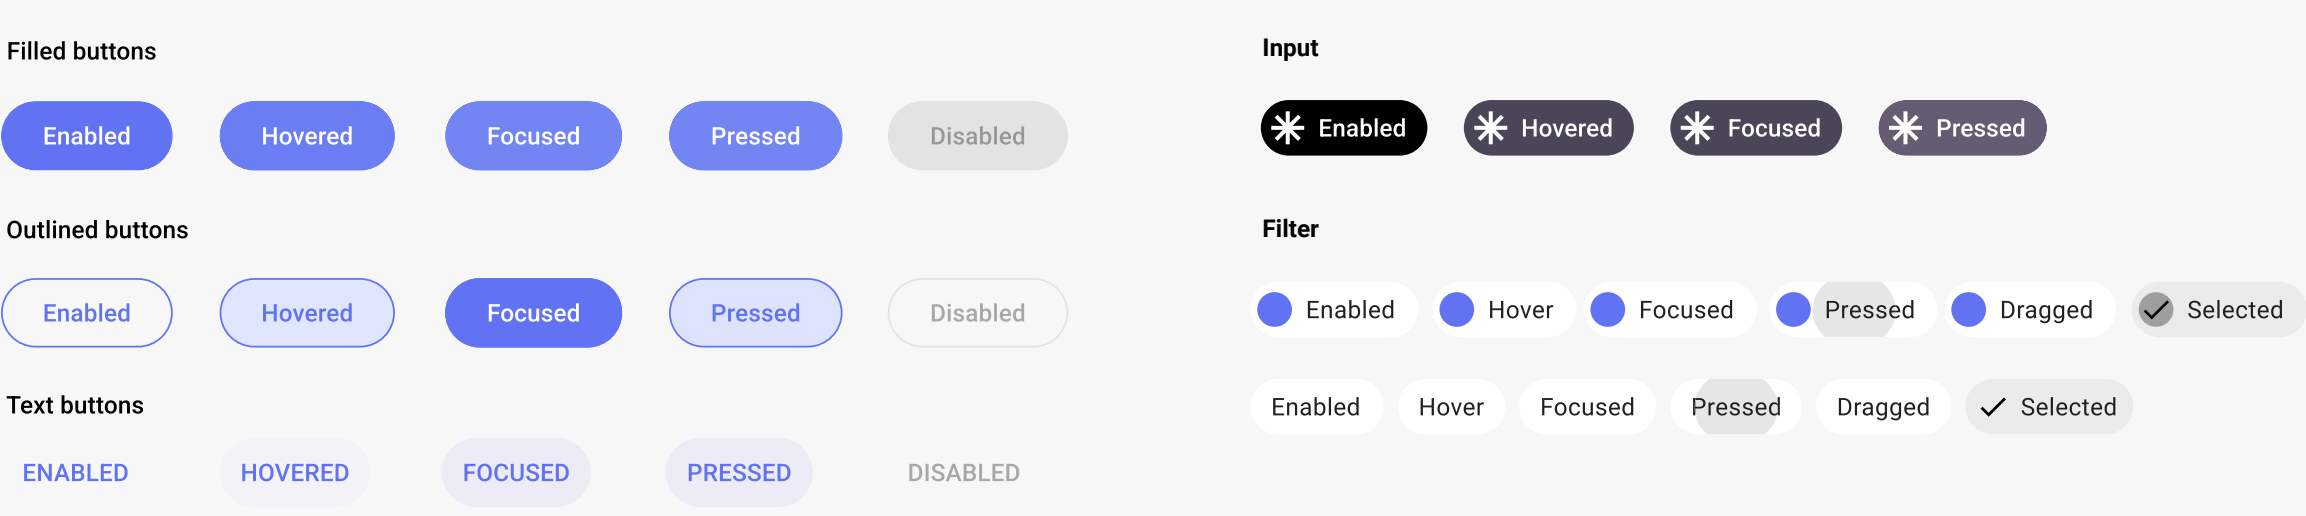 Filled buttons
Enabled Hovered Focused Pressed Disabled
Outlined buttons
Enabled Hovered Focused Pressed Disabled
Text buttons
ENABLED HOVERED FOCUSED PRESSED DISABLED
Input
Enabled Hovered Focused Pressed
Filter
Enabled Hover Focused Pressed Dragged Selected
Enabled Hover Focused Pressed Dragged Selected